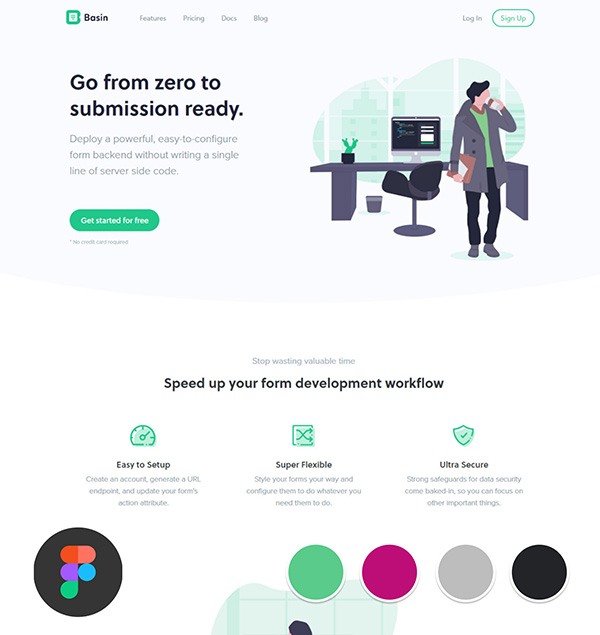 Basin
Features
Pricing
Docs
Blog
Log In
Sign Up
Go from zero to
submission ready.
Deploy a powerful, easy-to-configure
form backend without writing a single
line of server side code.
Get started for free
* No credit card required
Stop wasting valuable time
Speed up your form development workflow
Easy to Setup
Create an account, generate a URL
endpoint, and update your form's
action attribute.
Super Flexible
Style your forms your way and
configure them to do whatever you
need them to do.
Ultra Secure
Strong safeguards for data security
come baked-in, so you can focus on
other important things.